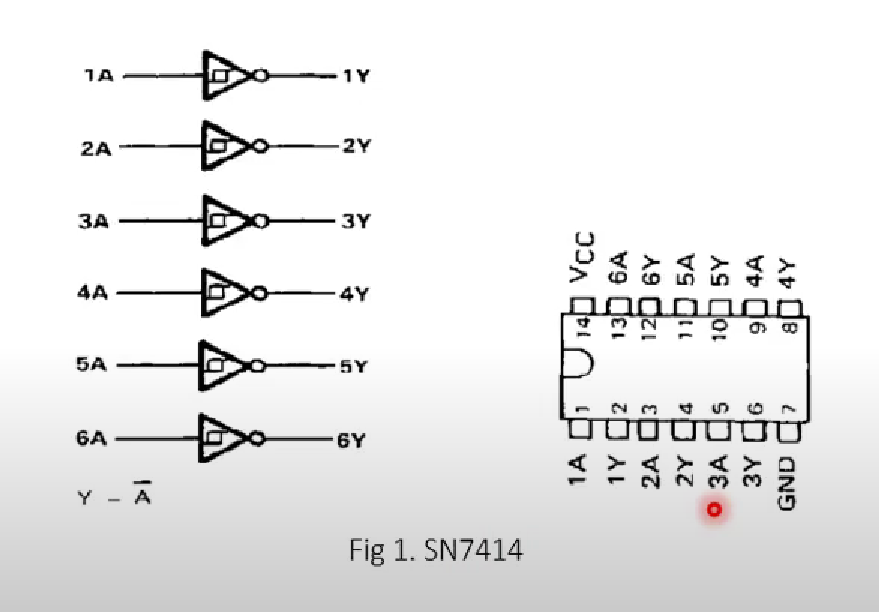 1A 1Y
2A 2Y
3A 3Y
4A 4Y
5A 5Y
6A 6Y
Y – A̅
VCC 6A 6Y 5A 5Y 4A 4Y
14 13 12 11 10 9 8
1 2 3 4 5 6 7
1A 1Y 2A 2Y 3A 3Y GND
Fig 1. SN7414